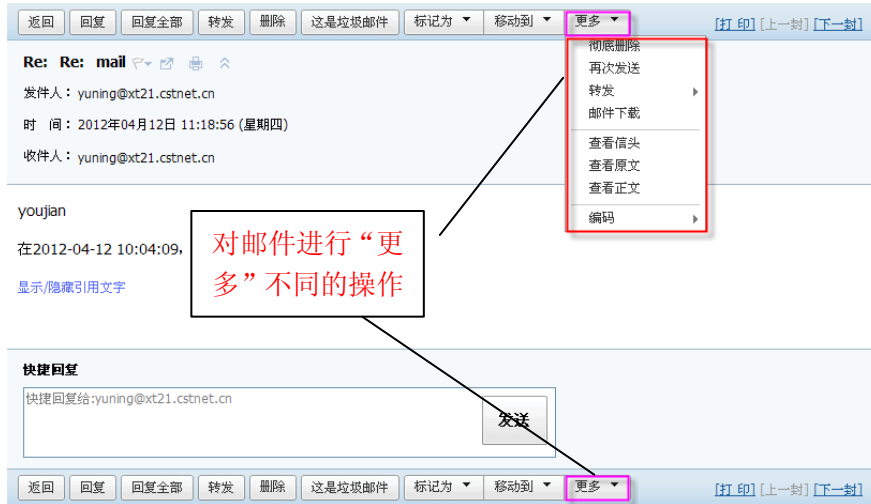 返回 回复 回复全部 转发 删除 这是垃圾邮件 标记为 移动到 更多 [打 印] [上一封] [下一封]
Re: Re: mail
发件人： yuning@xt21.cstnet.cn
时 间： 2012年04月12日 11:18:56 (星期四)
收件人： yuning@xt21.cstnet.cn
彻底删除
再次发送
转发
邮件下载
查看信头
查看原文
查看正文
编码
youjian
在2012-04-12 10:04:09，
显示/隐藏引用文字
对邮件进行“更
多”不同的操作
快捷回复
快捷回复给:yuning@xt21.cstnet.cn
发送
返回 回复 回复全部 转发 删除 这是垃圾邮件 标记为 移动到 更多 [打 印] [上一封] [下一封]